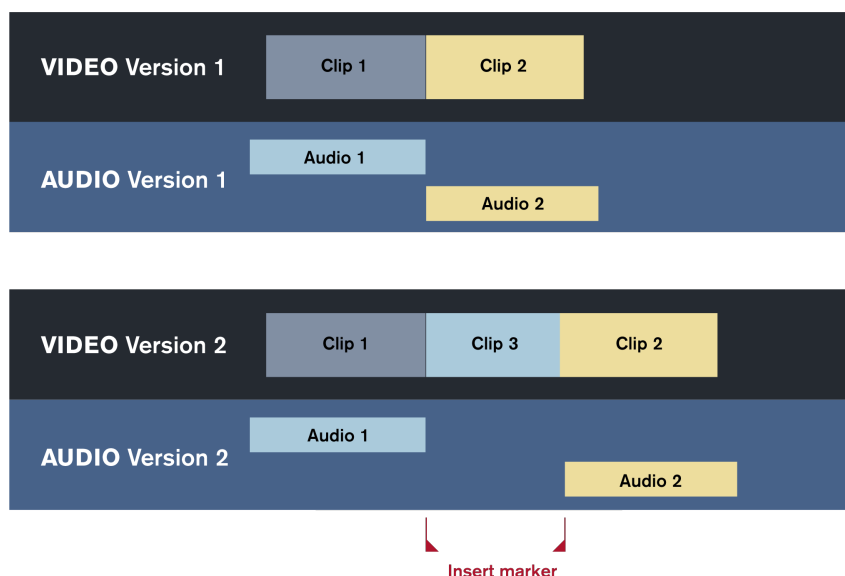 VIDEO Version 1
Clip 1
Clip 2
AUDIO Version 1
Audio 1
Audio 2
VIDEO Version 2
Clip 1
Clip 3
Clip 2
AUDIO Version 2
Audio 1
Audio 2
Insert marker